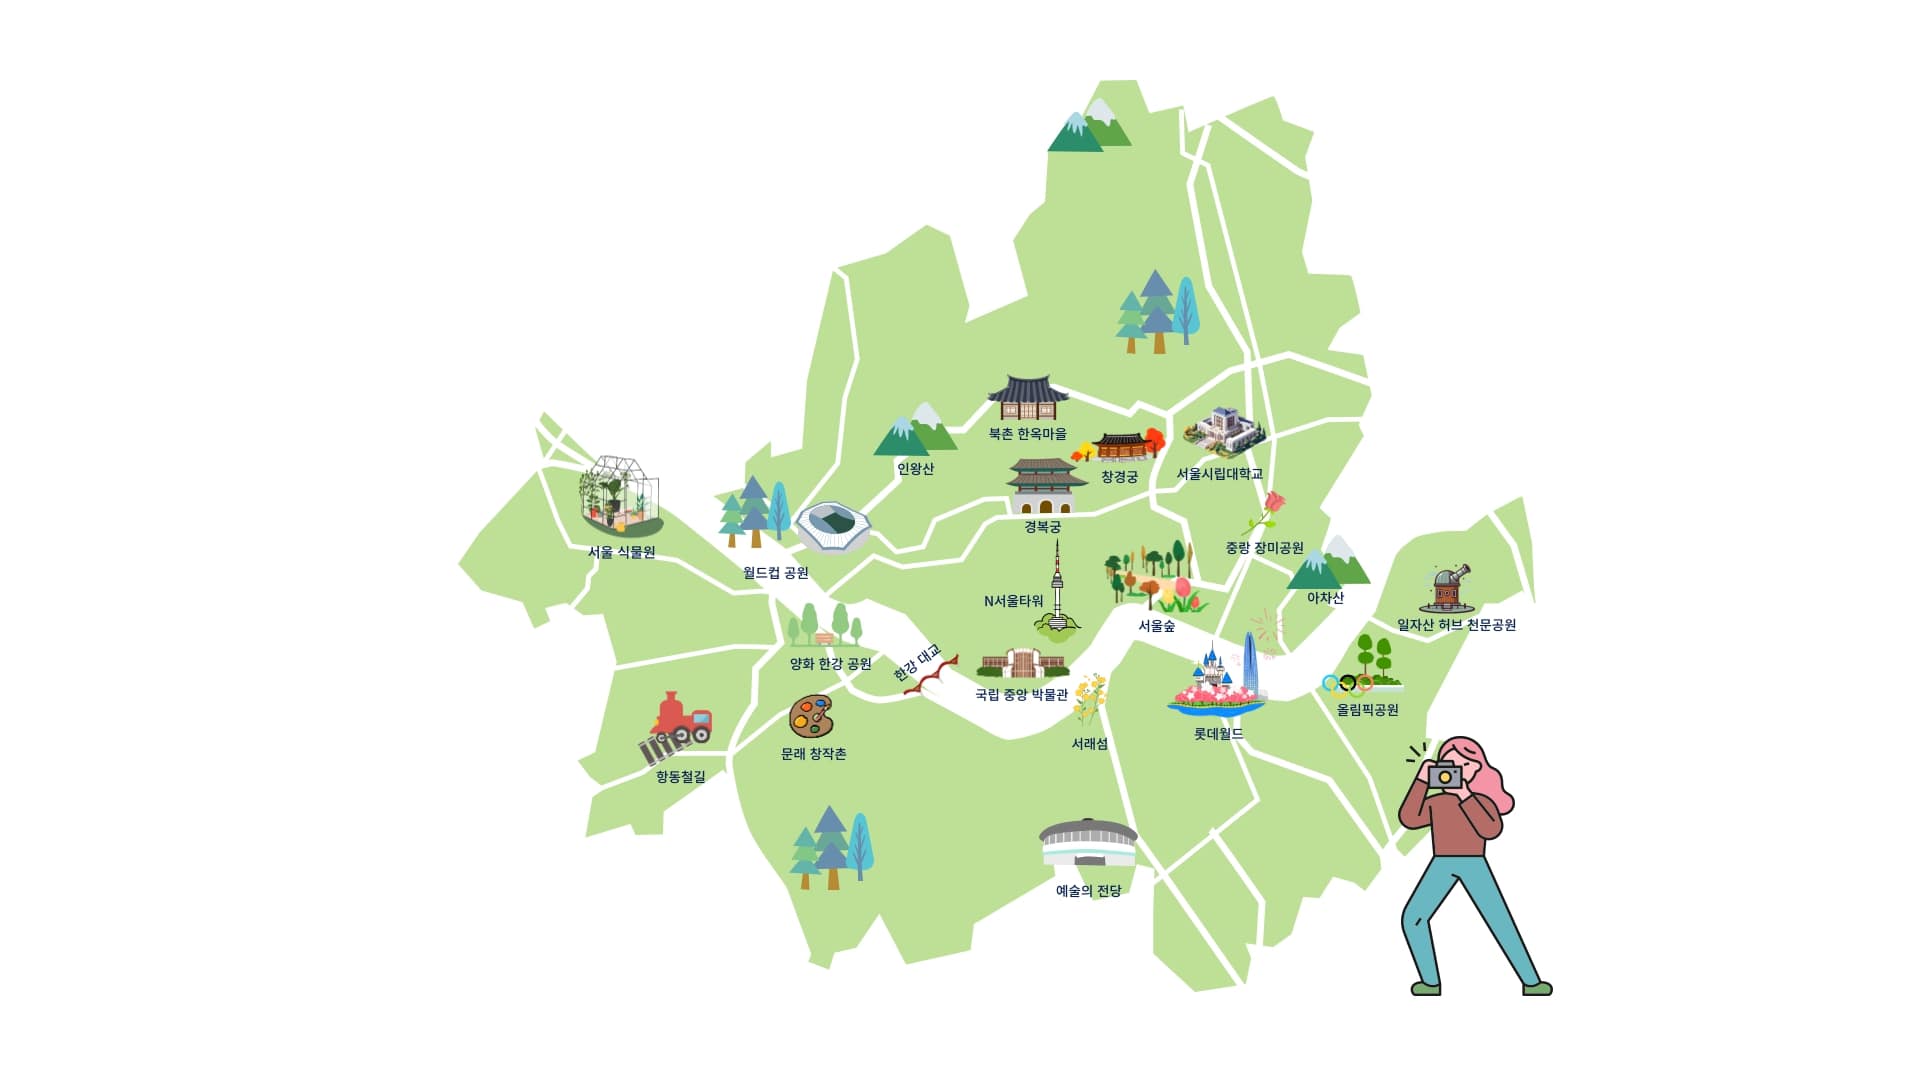 북촌 한옥마을
인왕산
창경궁
서울시립대학교
경복궁
서울 식물원
월드컵 공원
중랑 장미공원
N서울타워
아차산
서울숲
일자산 허브 천문공원
양화 한강 공원
한강 대교
국립 중앙 박물관
올림픽공원
롯데월드
서래섬
문래 창작촌
항동철길
예술의 전당